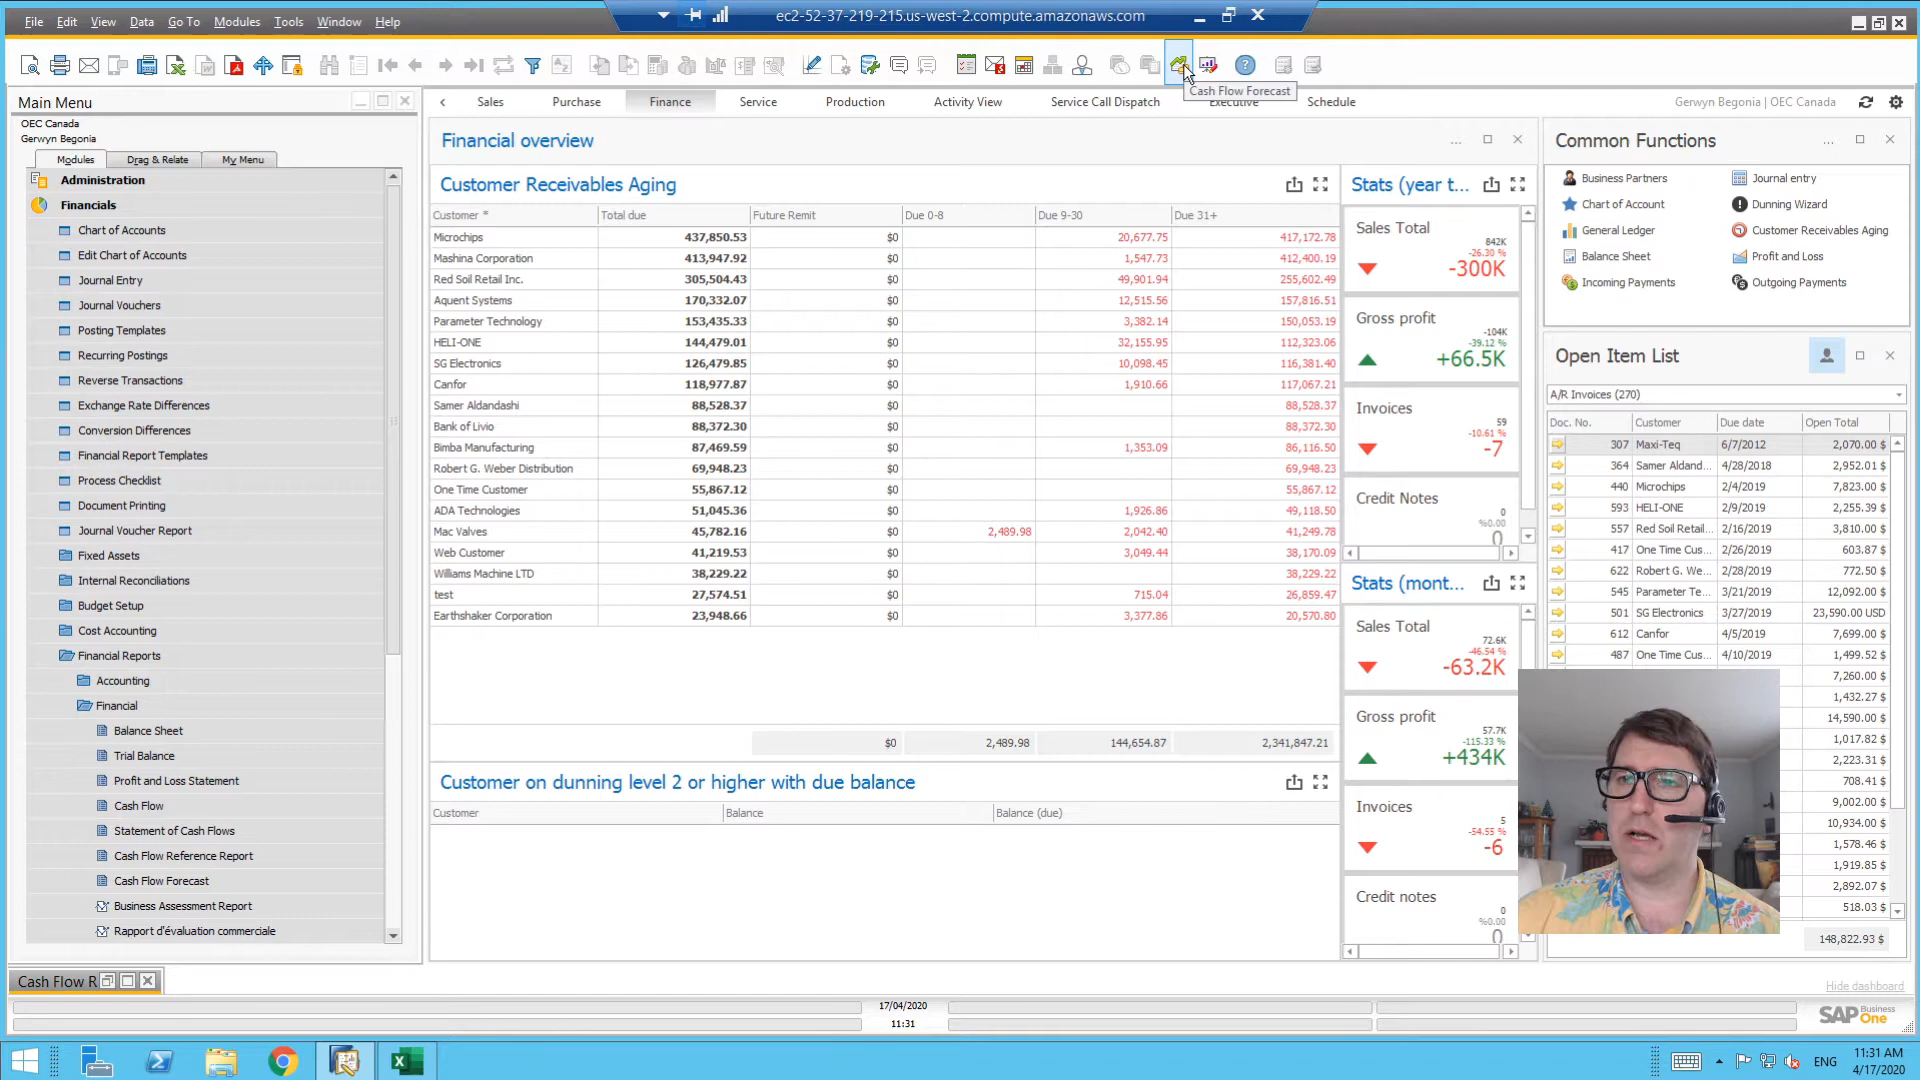 File Edit View Data Go To Modules Tools Window Help
ec2-52-37-219-215.us-west-2.compute.amazonaws.com
Cash Flow Forecast
Main Menu
OEC Canada
Gerwyn Begonia
Modules Drag & Relate My Menu
Administration
Financials
Chart of Accounts
Edit Chart of Accounts
Journal Entry
Journal Vouchers
Posting Templates
Recurring Postings
Reverse Transactions
Exchange Rate Differences
Conversion Differences
Financial Report Templates
Process Checklist
Document Printing
Journal Voucher Report
Fixed Assets
Internal Reconciliations
Budget Setup
Cost Accounting
Financial Reports
Accounting
Financial
Balance Sheet
Trial Balance
Profit and Loss Statement
Cash Flow
Statement of Cash Flows
Cash Flow Reference Report
Cash Flow Forecast
Business Assessment Report
Rapport d'évaluation commerciale
Sales Purchase Finance Service Production Activity View Service Call Dispatch Executive Schedule
Gerwyn Begonia | OEC Canada
Financial overview
Customer Receivables Aging
Customer * Total due Future Remit Due 0-8 Due 9-30 Due 31+
Microchips 437,850.53 $0 20,677.75 417,172.78
Mashina Corporation 413,947.92 $0 1,547.73 412,400.19
Red Soil Retail Inc. 305,504.43 $0 49,901.94 255,602.49
Aquent Systems 170,332.07 $0 12,515.56 157,816.51
Parameter Technology 153,435.33 $0 3,382.14 150,053.19
HELI-ONE 144,479.01 $0 32,155.95 112,323.06
SG Electronics 126,479.85 $0 10,098.45 116,381.40
Canfor 118,977.87 $0 1,910.66 117,067.21
Samer Aldandashi 88,528.37 $0 88,528.37
Bank of Livio 88,372.30 $0 88,372.30
Bimba Manufacturing 87,469.59 $0 1,353.09 86,116.50
Robert G. Weber Distribution 69,948.23 $0 69,948.23
One Time Customer 55,867.12 $0 55,867.12
ADA Technologies 51,045.36 $0 1,926.86 49,118.50
Mac Valves 45,782.16 $0 2,489.98 2,042.40 41,249.78
Web Customer 41,219.53 $0 3,049.44 38,170.09
Williams Machine LTD 38,229.22 $0 38,229.22
test 27,574.51 $0 715.04 26,859.47
Earthshaker Corporation 23,948.66 $0 3,377.86 20,570.80
$0 2,489.98 144,654.87 2,341,847.21
Customer on dunning level 2 or higher with due balance
Customer Balance Balance (due)
Stats (year t...
Sales Total
842K
-26.30 %
-300K
Gross profit
-104K
-39.12 %
+66.5K
Invoices
59
-10.61 %
-7
Credit Notes
0
%0.00
0
Stats (mont...
Sales Total
72.6K
-46.54 %
-63.2K
Gross profit
57.7K
-115.33 %
+434K
Invoices
5
-54.55 %
-6
Credit notes
0
%0.00
0
Common Functions
Business Partners Journal entry
Chart of Account Dunning Wizard
General Ledger Customer Receivables Aging
Balance Sheet Profit and Loss
Incoming Payments Outgoing Payments
Open Item List
A/R Invoices (270)
Doc. No. Customer Due date Open Total
307 Maxi-Teq 6/7/2012 2,070.00 $
364 Samer Aldand... 4/28/2018 2,952.01 $
440 Microchips 2/4/2019 7,823.00 $
593 HELI-ONE 2/9/2019 2,255.39 $
557 Red Soil Retail... 2/16/2019 3,810.00 $
417 One Time Cus... 2/26/2019 603.87 $
622 Robert G. We... 2/28/2019 772.50 $
545 Parameter Te... 3/21/2019 12,092.00 $
501 SG Electronics 3/27/2019 23,590.00 USD
612 Canfor 4/5/2019 7,699.00 $
487 One Time Cus... 4/10/2019 1,499.52 $
7,260.00 $
1,432.27 $
14,590.00 $
1,017.82 $
2,223.31 $
708.41 $
9,002.00 $
10,934.00 $
1,578.46 $
1,919.85 $
2,892.07 $
518.03 $
148,822.93 $
Cash Flow R
Hide dashboard
17/04/2020
11:31
SAP Business One
ENG
11:31 AM
4/17/2020